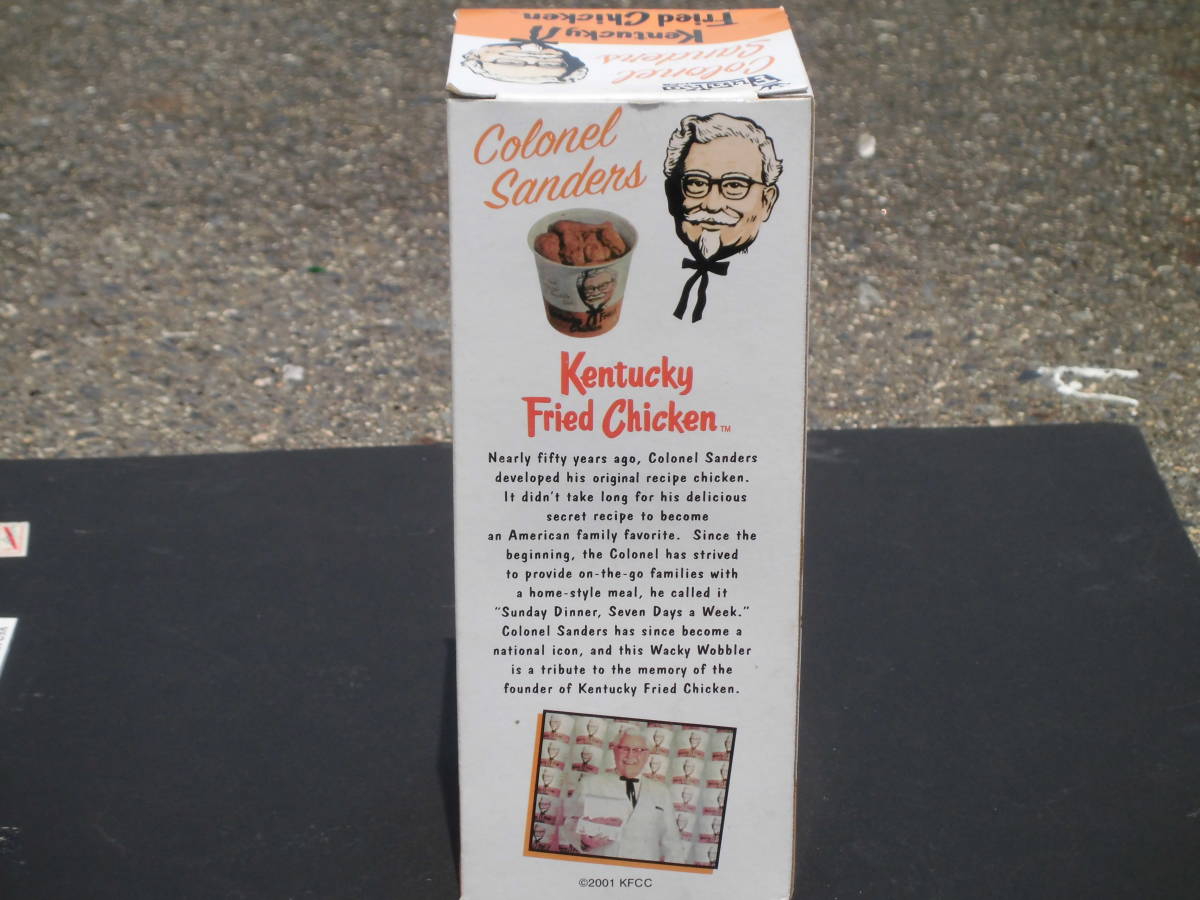 Fried Chicken
Kentucky
Colonel
Sanders
Funko
Colonel
Sanders
Kentucky
Fried Chicken™
Nearly fifty years ago, Colonel Sanders
developed his original recipe chicken.
It didn't take long for his delicious
secret recipe to become
an American family favorite. Since the
beginning, the Colonel has strived
to provide on-the-go families with
a home-style meal, he called it
"Sunday Dinner, Seven Days a Week."
Colonel Sanders has since become a
national icon, and this Wacky Wobbler
is a tribute to the memory of the
founder of Kentucky Fried Chicken.
©2001 KFCC